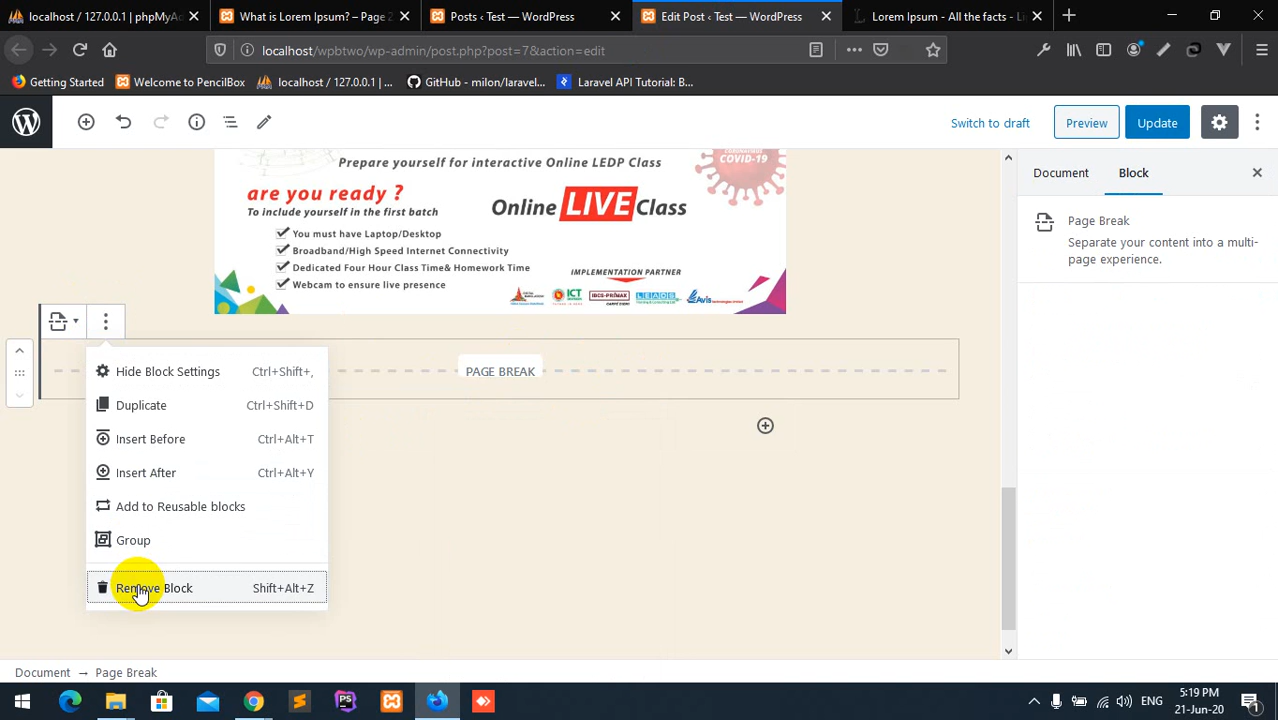 localhost / 127.0.0.1 | phpMyA
What is Lorem Ipsum? – Page 2
Posts ‹ Test — WordPress
Edit Post ‹ Test — WordPress
Lorem Ipsum - All the facts - Li
localhost/wpbtwo/wp-admin/post.php?post=7&action=edit
Getting Started
Welcome to PencilBox
localhost / 127.0.0.1 | ...
GitHub - milon/laravel...
Laravel API Tutorial: B...
Switch to draft
Preview
Update
Prepare yourself for interactive Online LEDP Class
COVID-19
are you ready ?
To include yourself in the first batch
Online LIVE Class
You must have Laptop/Desktop
Broadband/High Speed Internet Connectivity
Dedicated Four Hour Class Time& Homework Time
Webcam to ensure live presence
IMPLEMENTATION PARTNER
ICT
IBCS-PRIMAX
LEADS
Avis
Document
Block
Page Break
Separate your content into a multi-
page experience.
PAGE BREAK
Hide Block Settings Ctrl+Shift+,
Duplicate Ctrl+Shift+D
Insert Before Ctrl+Alt+T
Insert After Ctrl+Alt+Y
Add to Reusable blocks
Group
Remove Block Shift+Alt+Z
Document → Page Break
PS
ENG
5:19 PM
21-Jun-20
1